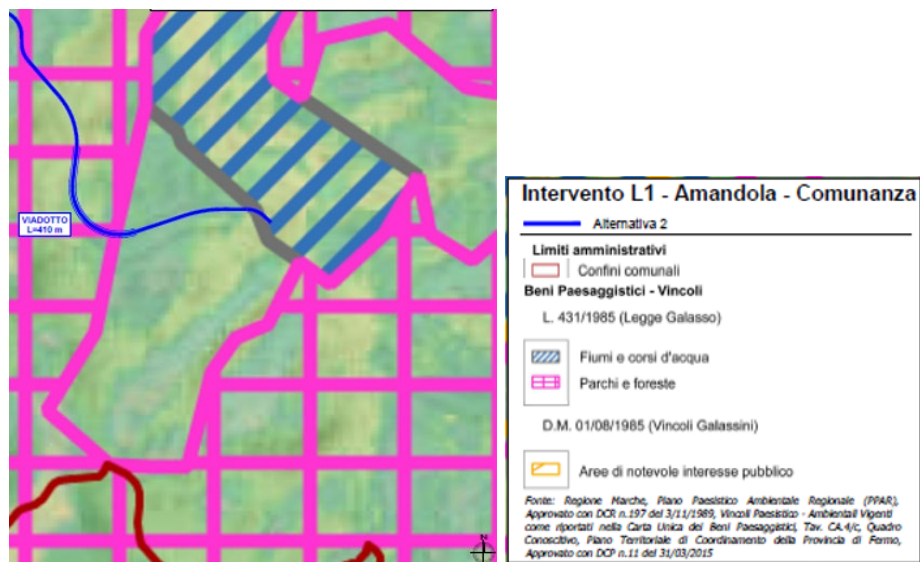 VIADOTTO
L=410 m
N
Intervento L1 - Amandola - Comunanza
Alternativa 2
Limiti amministrativi
Confini comunali
Beni Paesaggistici - Vincoli
L. 431/1985 (Legge Galasso)
Fiumi e corsi d'acqua
Parchi e foreste
D.M. 01/08/1985 (Vincoli Galassini)
Aree di notevole interesse pubblico
Fonte: Regione Marche, Piano Paesistico Ambientale Regionale (PPAR),
Approvato con DCR n.197 del 3/11/1989, Vincoli Paesistico - Ambientali Vigenti
come riportati nella Carta Unica dei Beni Paesaggistici, Tav. CA.4/c, Quadro
Conoscitivo, Piano Territoriale di Coordinamento della Provincia di Fermo,
Approvato con DCP n.11 del 31/03/2015